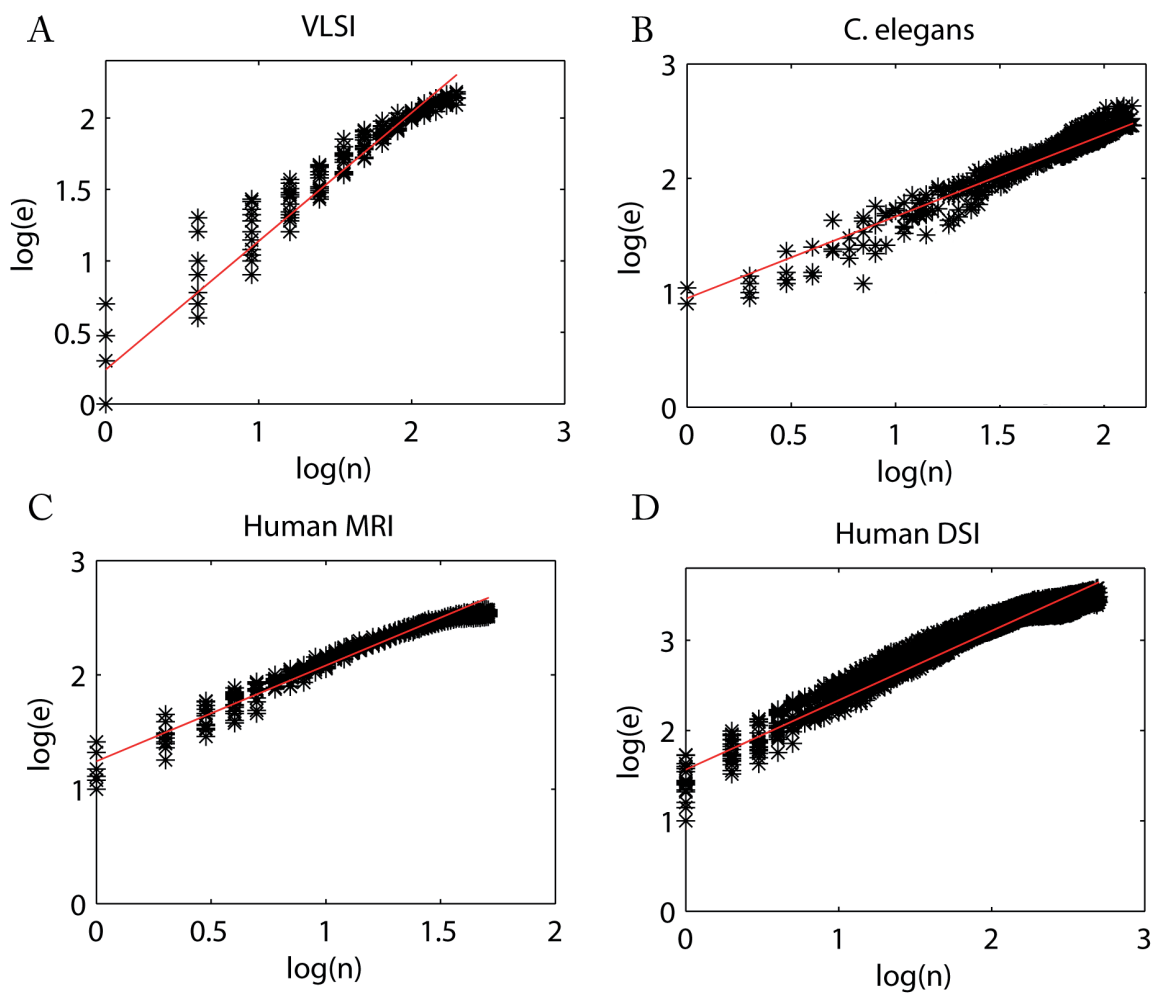 A
VLSI
log(e)
2
1.5
1
0.5
0
0 1 2 3
log(n)
B
C. elegans
log(e)
3
2
1
0
0 0.5 1 1.5 2
log(n)
C
Human MRI
log(e)
3
2
1
0
0 0.5 1 1.5 2
log(n)
D
Human DSI
log(e)
3
2
1
0
0 1 2 3
log(n)